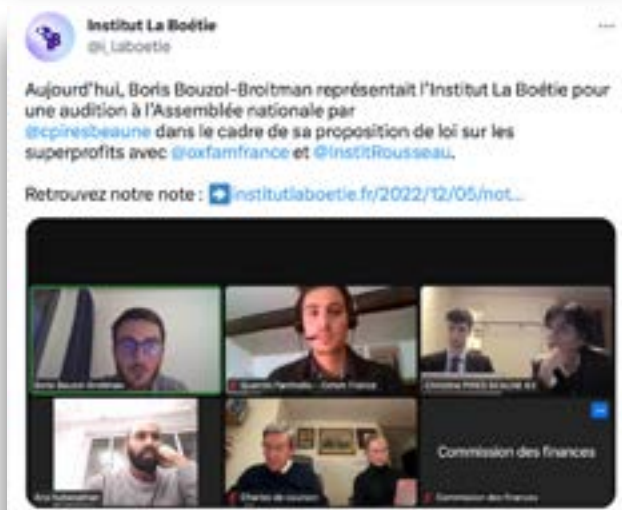 Institut La Boétie
@i_laboetie
Aujourd'hui, Boris Bouzol-Broitman représentait l'Institut La Boétie pour
une audition à l'Assemblée nationale par
@cpiresbeaune dans le cadre de sa proposition de loi sur les
superprofits avec @oxfamfrance et @InstitRousseau.
Retrouvez notre note : ➡️institutlaboetie.fr/2022/12/05/not...
Boris Bouzol-Broitman
Quentin Parrinello - Oxfam France
Christine PIRES BEAUNE
Commission des finances
Charles de Courson
Commission des finances